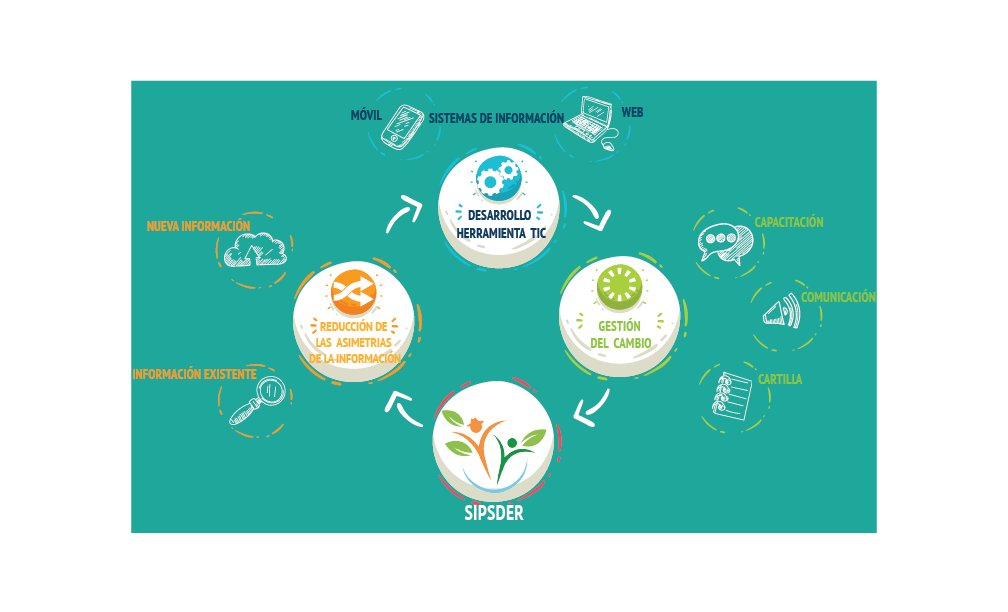 MÓVIL
SISTEMAS DE INFORMACIÓN
WEB
DESARROLLO
HERRAMIENTA TIC
NUEVA INFORMACIÓN
CAPACITACIÓN
COMUNICACIÓN
REDUCCIÓN DE
LAS ASIMETRIAS
DE LA INFORMACIÓN
GESTIÓN
DEL CAMBIO
INFORMACIÓN EXISTENTE
CARTILLA
SIPSDER